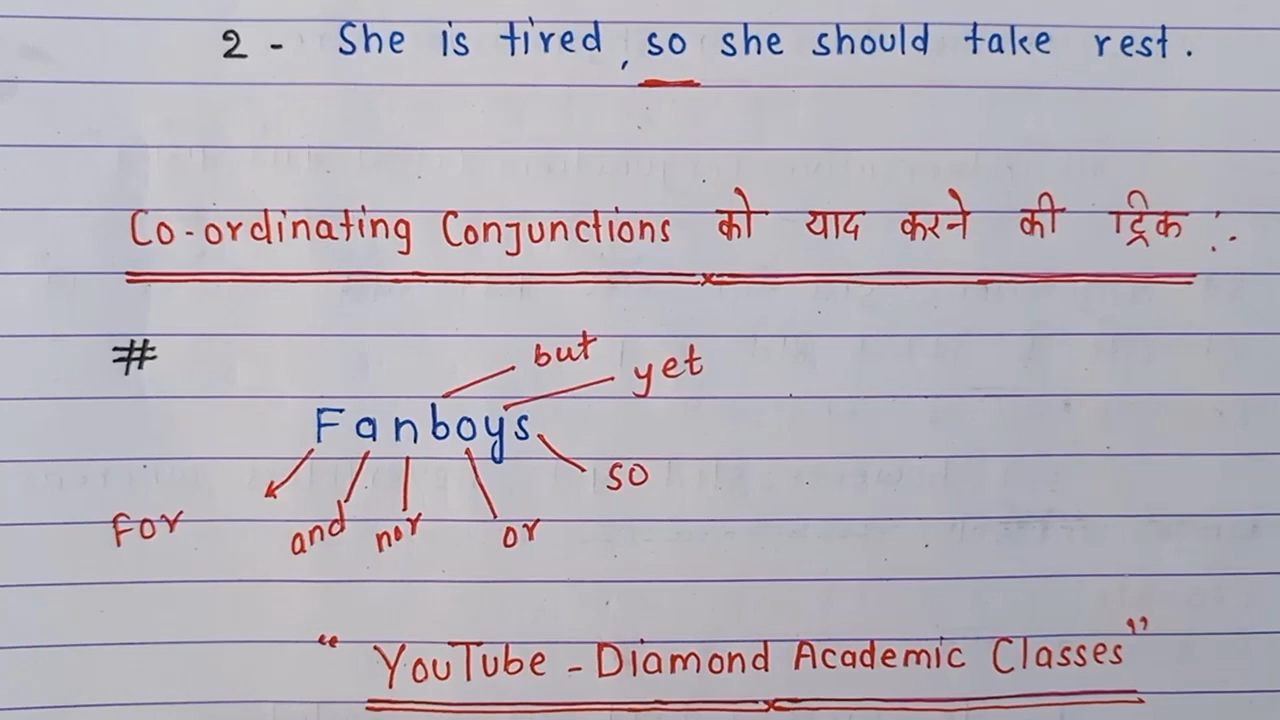 2 - She is tired, so she should take rest.
Co-ordinating Conjunctions को याद करने की ट्रिक :-
#
but
yet
Fanboys
so
For and nor or
"YouTube - Diamond Academic Classes"